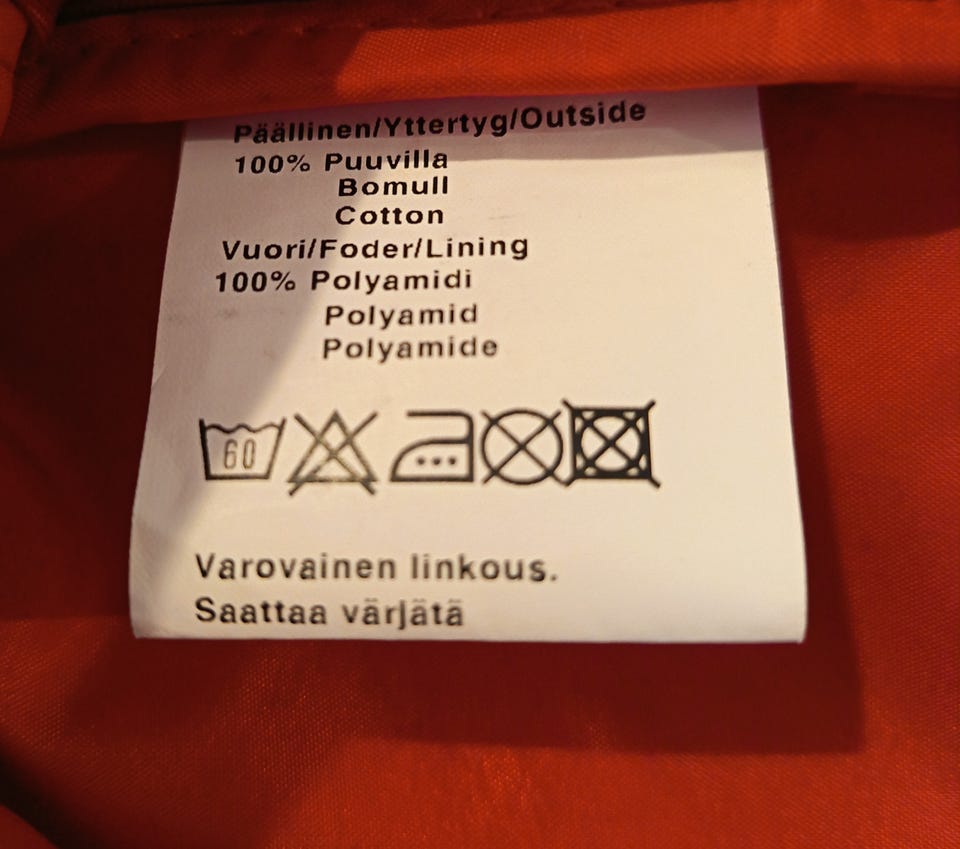 Päällinen/Yttertyg/Outside
100% Puuvilla
Bomull
Cotton
Vuori/Foder/Lining
100% Polyamidi
Polyamid
Polyamide
60
Varovainen linkous.
Saattaa värjätä